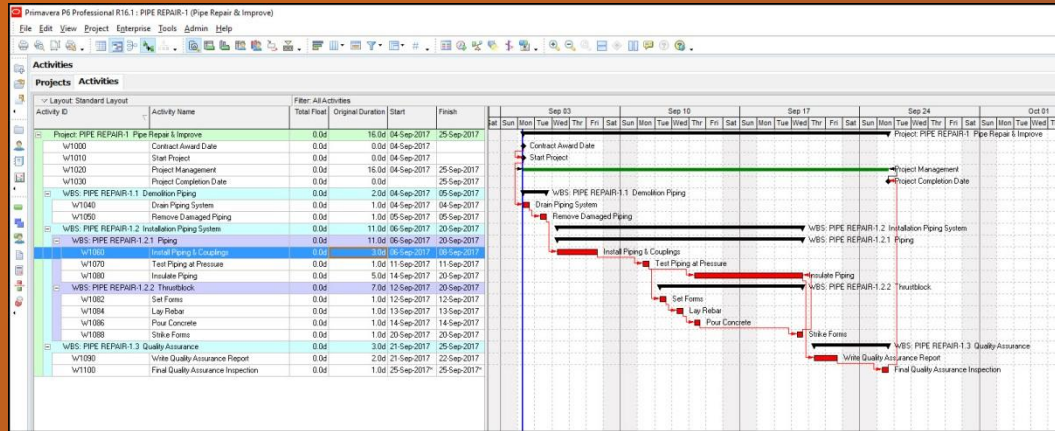 Primavera P6 Professional R16.1 : PIPE REPAIR-1 (Pipe Repair & Improve)
File Edit View Project Enterprise Tools Admin Help
Activities
Projects Activities
Layout: Standard Layout Filter: All Activities
Activity ID Activity Name Total Float Original Duration Start Finish
Sep 03 Sep 10 Sep 17 Sep 24 Oct 01
Sat Sun Mon Tue Wed Thr Fri Sat Sun Mon Tue Wed Thr Fri Sat Sun Mon Tue Wed Thr Fri Sat Sun Mon Tue Wed Thr Fri Sat Sun Mon Tue Wed
Project: PIPE REPAIR-1 Pipe Repair & Improve 0.0d 16.0d 04-Sep-2017 25-Sep-2017 Project: PIPE REPAIR-1 Pipe Repair & Improve
W1000 Contract Award Date 0.0d 0.0d 04-Sep-2017 Contract Award Date
W1010 Start Project 0.0d 0.0d 04-Sep-2017 Start Project
W1020 Project Management 0.0d 16.0d 04-Sep-2017 25-Sep-2017 Project Management
W1030 Project Completion Date 0.0d 0.0d 25-Sep-2017 Project Completion Date
WBS: PIPE REPAIR-1.1 Demolition Piping 0.0d 2.0d 04-Sep-2017 05-Sep-2017 WBS: PIPE REPAIR-1.1 Demolition Piping
W1040 Drain Piping System 0.0d 1.0d 04-Sep-2017 04-Sep-2017 Drain Piping System
W1050 Remove Damaged Piping 0.0d 1.0d 05-Sep-2017 05-Sep-2017 Remove Damaged Piping
WBS: PIPE REPAIR-1.2 Installation Piping System 0.0d 11.0d 06-Sep-2017 20-Sep-2017 WBS: PIPE REPAIR-1.2 Installation Piping System
WBS: PIPE REPAIR-1.2.1 Piping 0.0d 11.0d 06-Sep-2017 20-Sep-2017 WBS: PIPE REPAIR-1.2.1 Piping
W1060 Install Piping & Couplings 0.0d 3.0d 06-Sep-2017 08-Sep-2017 Install Piping & Couplings
W1070 Test Piping at Pressure 0.0d 1.0d 11-Sep-2017 11-Sep-2017 Test Piping at Pressure
W1080 Insulate Piping 0.0d 5.0d 14-Sep-2017 20-Sep-2017 Insulate Piping
WBS: PIPE REPAIR-1.2.2 Thrustblock 0.0d 7.0d 12-Sep-2017 20-Sep-2017 WBS: PIPE REPAIR-1.2.2 Thrustblock
W1082 Set Forms 0.0d 1.0d 12-Sep-2017 12-Sep-2017 Set Forms
W1084 Lay Rebar 0.0d 1.0d 13-Sep-2017 13-Sep-2017 Lay Rebar
W1086 Pour Concrete 0.0d 1.0d 14-Sep-2017 14-Sep-2017 Pour Concrete
W1088 Strike Forms 0.0d 1.0d 20-Sep-2017 20-Sep-2017 Strike Forms
WBS: PIPE REPAIR-1.3 Quality Assurance 0.0d 3.0d 21-Sep-2017 25-Sep-2017 WBS: PIPE REPAIR-1.3 Quality Assurance
W1090 Write Quality Assurance Report 0.0d 2.0d 21-Sep-2017 22-Sep-2017 Write Quality Assurance Report
W1100 Final Quality Assurance Inspection 0.0d 1.0d 25-Sep-2017* 25-Sep-2017* Final Quality Assurance Inspection